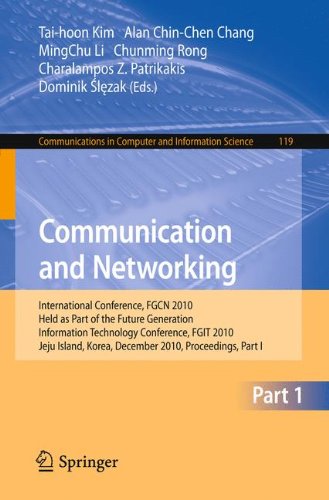 Tai-hoon Kim Alan Chin-Chen Chang
MingChu Li Chunming Rong
Charalampos Z. Patrikakis
Dominik Ślęzak (Eds.)
Communications in Computer and Information Science 119
Communication
and Networking
International Conference, FGCN 2010
Held as Part of the Future Generation
Information Technology Conference, FGIT 2010
Jeju Island, Korea, December 2010, Proceedings, Part I
Part 1
Springer